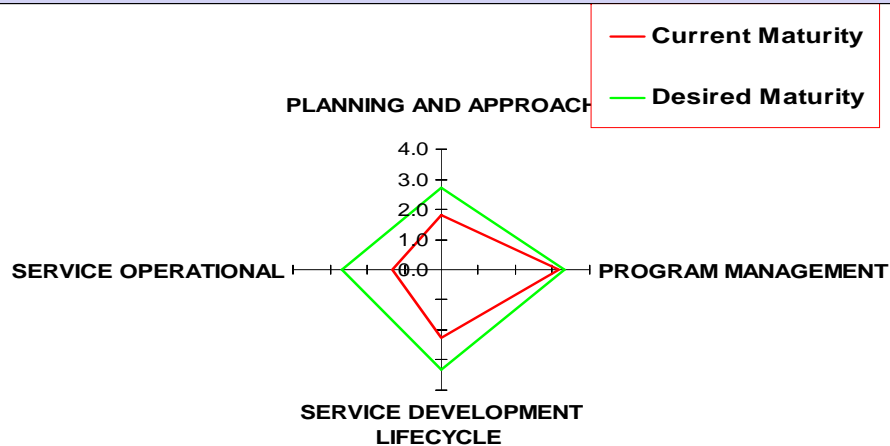 Current Maturity
Desired Maturity
PLANNING AND APPROACH
4.0
3.0
2.0
1.0
0.0
SERVICE OPERATIONAL
PROGRAM MANAGEMENT
SERVICE DEVELOPMENT
LIFECYCLE